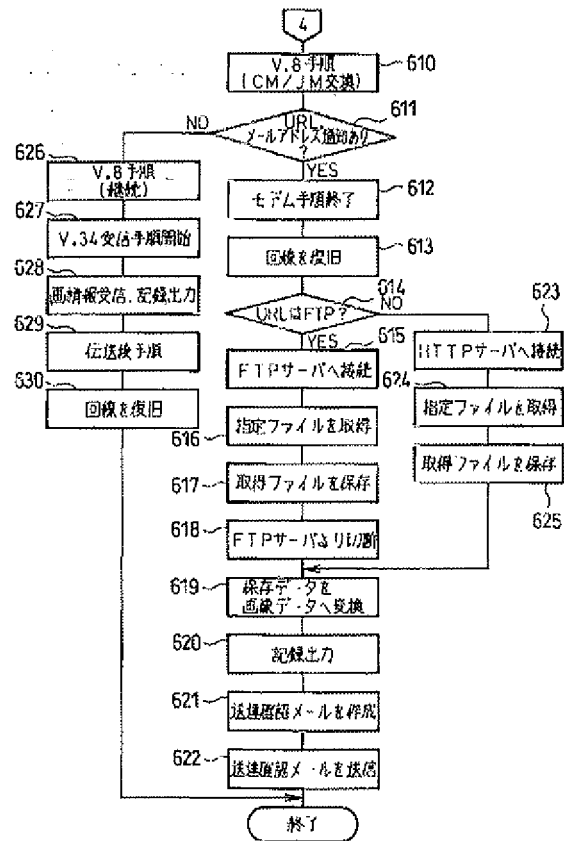 4
V.8手順
(CM/JM交換)
610
611
URL,
メールアドレス通知あり
?
NO
YES
626
V.8手順
(継続)
モデム手順終了
612
627
V.34受信手順開始
回線を復旧
613
628
画情報受信、記録出力
URLはFTP?
614
NO
YES
615
623
629
伝送後手順
FTPサーバへ接続
HTTPサーバへ接続
624
630
回線を復旧
指定ファイルを取得
616
指定ファイルを取得
617
取得ファイルを保存
取得ファイルを保存
625
618
FTPサーバより切断
619
保存データを
画像データへ変換
620
記録出力
621
送達確認メールを作成
622
送達確認メールを送信
終了